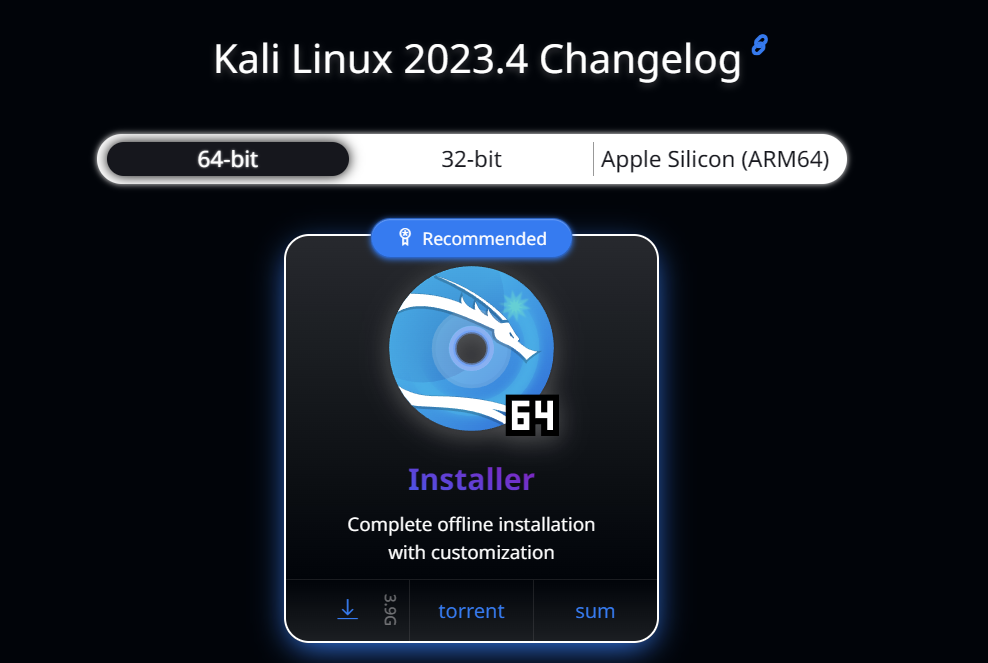 Kali Linux 2023.4 Changelog
64-bit
32-bit
Apple Silicon (ARM64)
Recommended
64
Installer
Complete offline installation
with customization
3.9G
torrent
sum